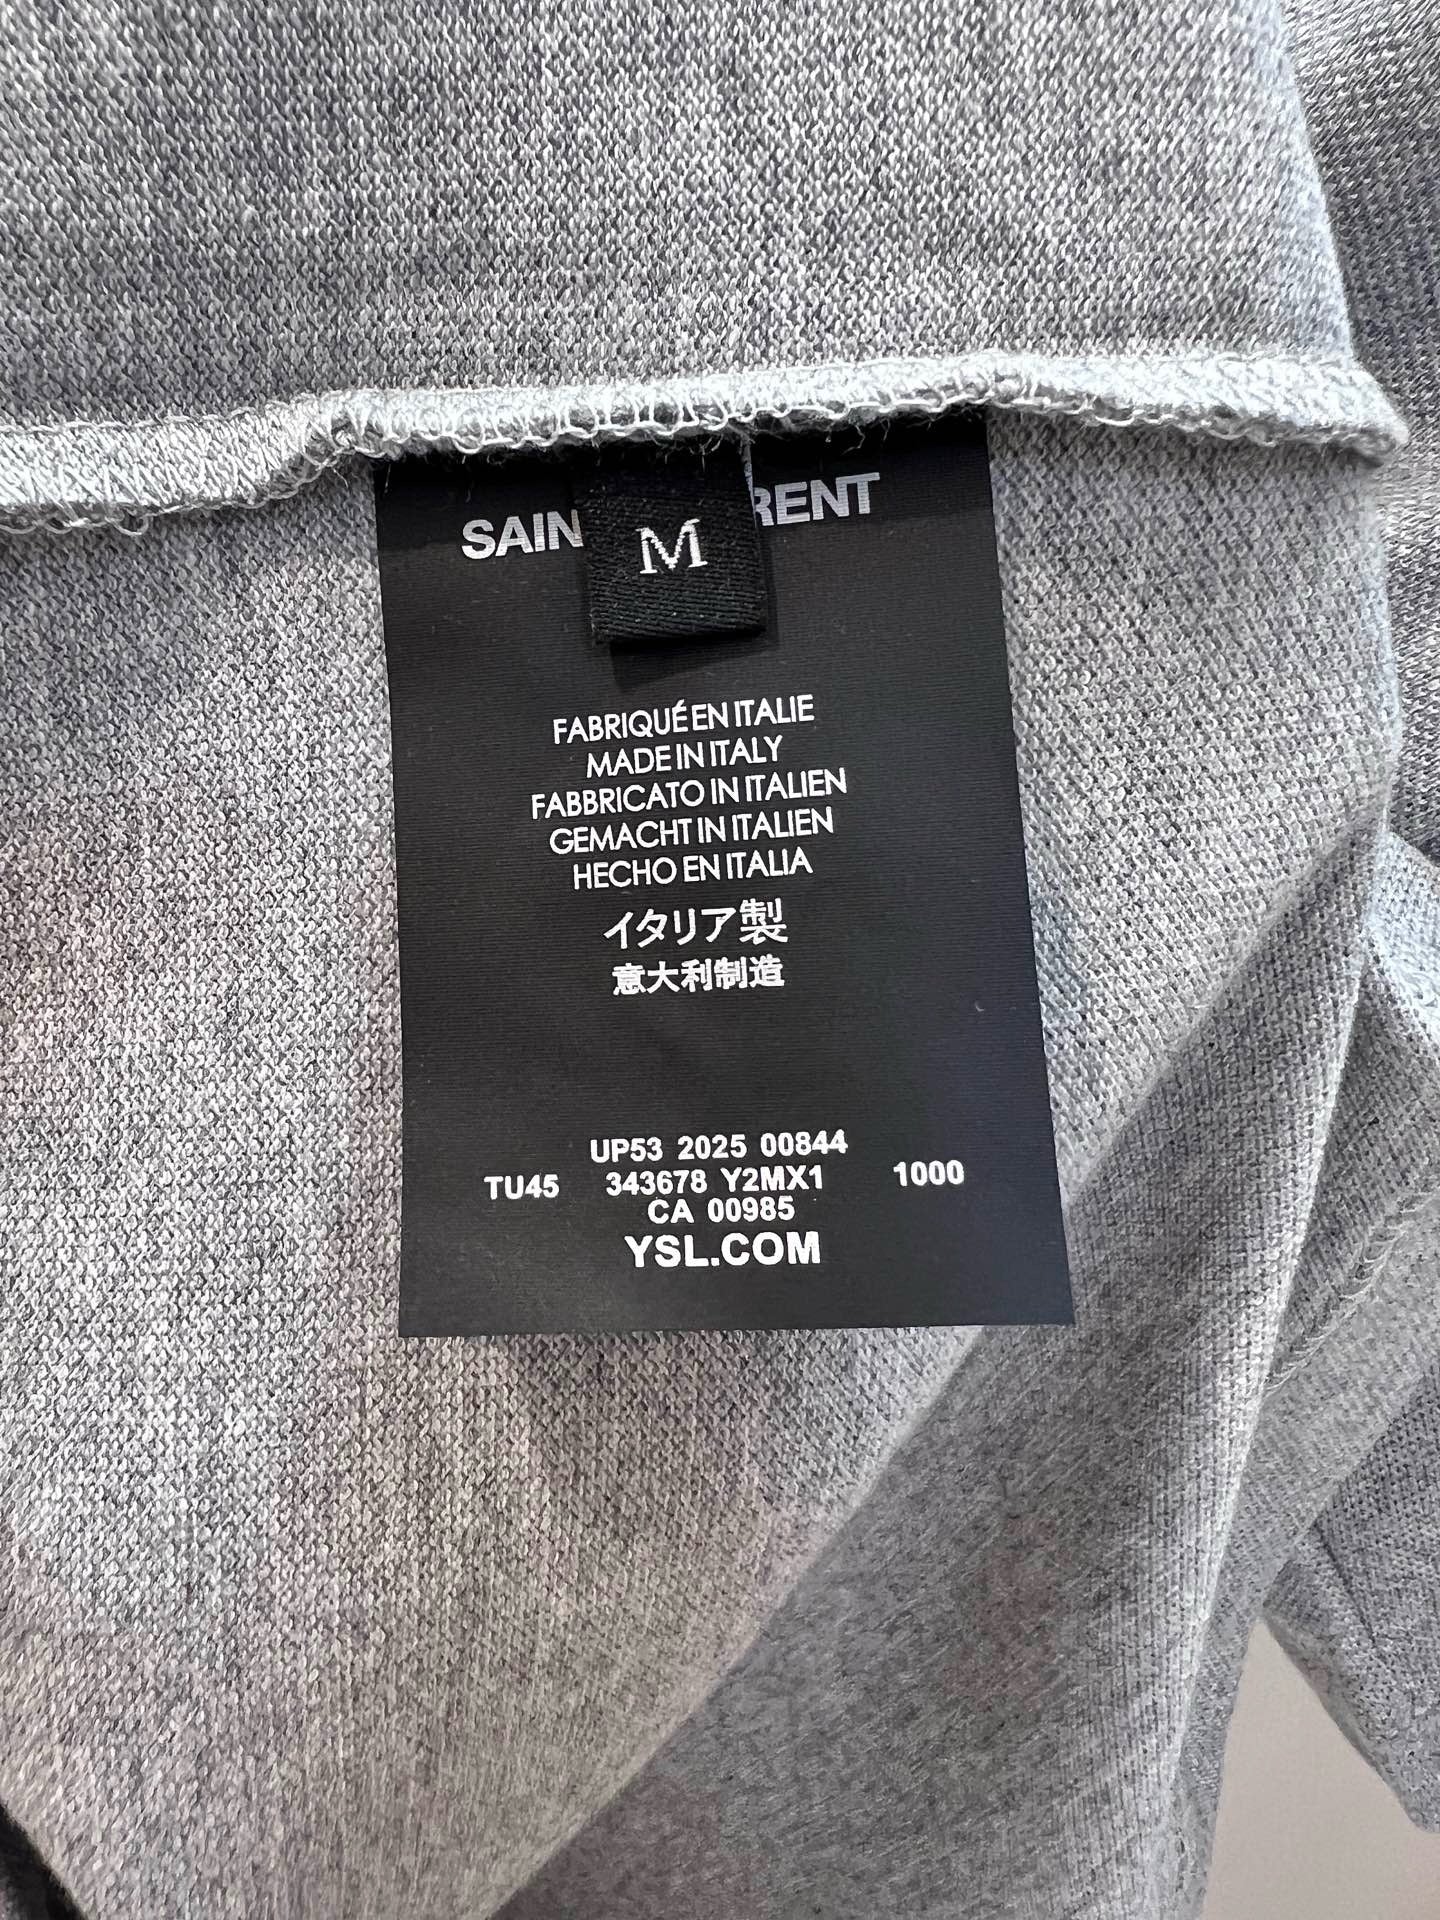 SAIN RENT
M
FABRIQUÉ EN ITALIE
MADE IN ITALY
FABBRICATO IN ITALIEN
GEMACHT IN ITALIEN
HECHO EN ITALIA
イタリア製
意大利制造
UP53 2025 00844
TU45 343678 Y2MX1 1000
CA 00985
YSL.COM